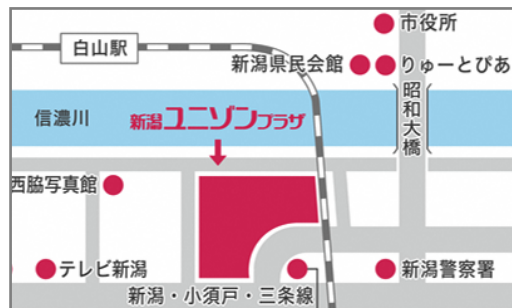 市役所
白山駅
新潟県民会館
りゅーとぴあ
昭和大橋
信濃川
新潟ユニゾンプラザ
西脇写真館
テレビ新潟
新潟警察署
新潟・小須戸・三条線